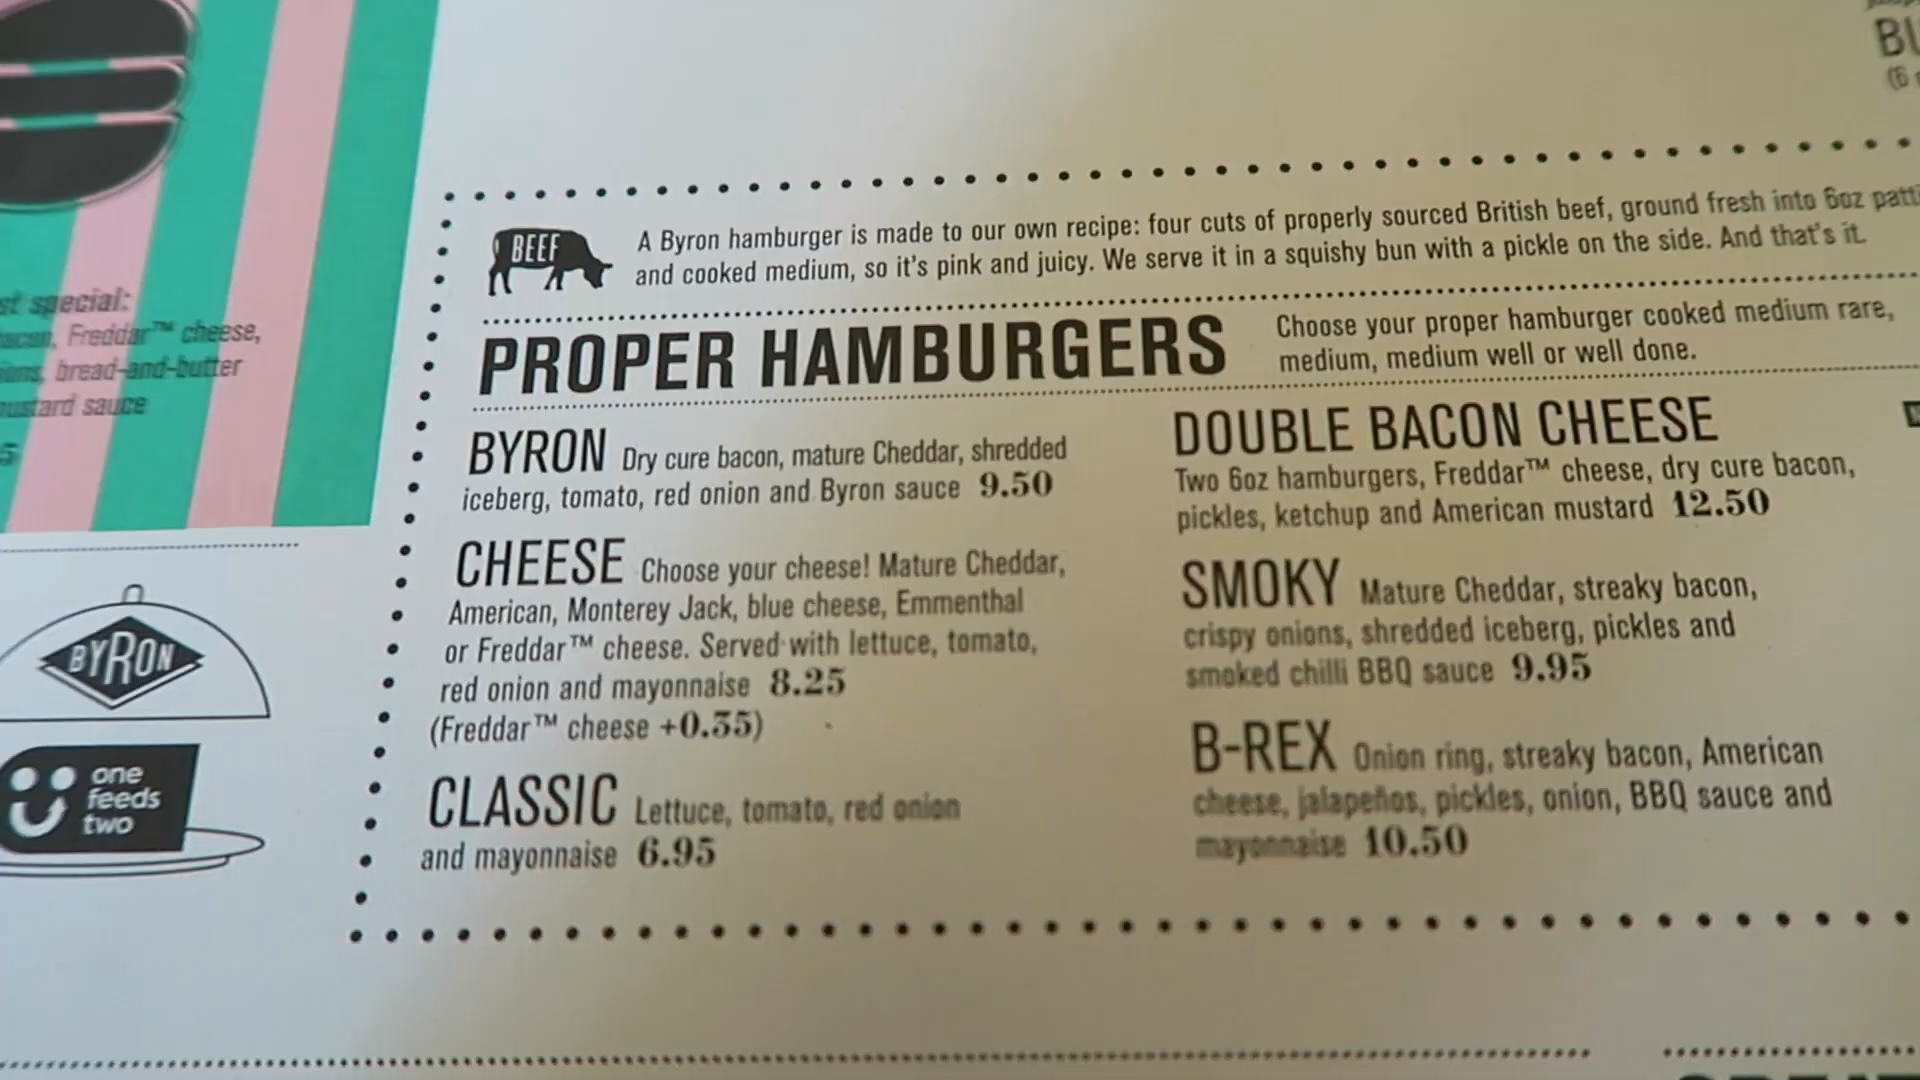 st special:
bacon, Freddar™ cheese,
bread-and-butter
mustard sauce
5
BYRON
one
feeds
two
BEEF
A Byron hamburger is made to our own recipe: four cuts of properly sourced British beef, ground fresh into 6oz patti
and cooked medium, so it's pink and juicy. We serve it in a squishy bun with a pickle on the side. And that's it.
PROPER HAMBURGERS
Choose your proper hamburger cooked medium rare,
medium, medium well or well done.
BYRON Dry cure bacon, mature Cheddar, shredded
iceberg, tomato, red onion and Byron sauce 9.50
CHEESE Choose your cheese! Mature Cheddar,
American, Monterey Jack, blue cheese, Emmenthal
or Freddar™ cheese. Served with lettuce, tomato,
red onion and mayonnaise 8.25
(Freddar™ cheese +0.35)
CLASSIC Lettuce, tomato, red onion
and mayonnaise 6.95
DOUBLE BACON CHEESE
Two 6oz hamburgers, Freddar™ cheese, dry cure bacon,
pickles, ketchup and American mustard 12.50
SMOKY Mature Cheddar, streaky bacon,
crispy onions, shredded iceberg, pickles and
smoked chilli BBQ sauce 9.95
B-REX Onion ring, streaky bacon, American
cheese, jalapeños, pickles, onion, BBQ sauce and
mayonnaise 10.50
BU
(6